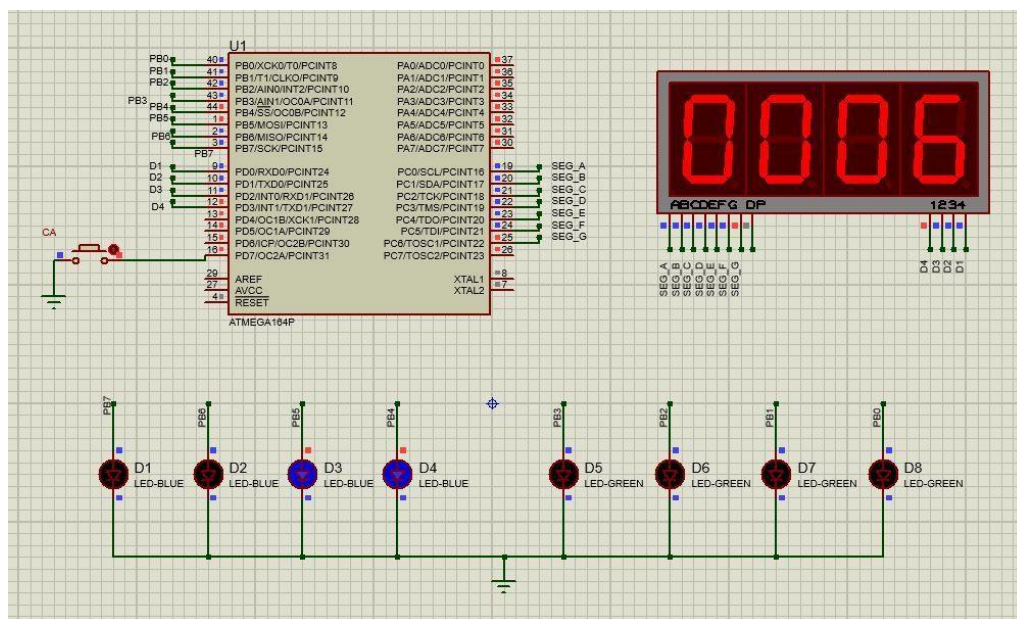 U1
PB0 40 PB0/XCK0/T0/PCINT8 PA0/ADC0/PCINT0 37
PB1 41 PB1/T1/CLKO/PCINT9 PA1/ADC1/PCINT1 36
PB2 42 PB2/AIN0/INT2/PCINT10 PA2/ADC2/PCINT2 35
PB3 43 PB3/AIN1/OC0A/PCINT11 PA3/ADC3/PCINT3 34
PB4 44 PB4/SS/OC0B/PCINT12 PA4/ADC4/PCINT4 33
PB5 1 PB5/MOSI/PCINT13 PA5/ADC5/PCINT5 32
PB6 2 PB6/MISO/PCINT14 PA6/ADC6/PCINT6 31
PB7 3 PB7/SCK/PCINT15 PA7/ADC7/PCINT7 30
D1 9 PD0/RXD0/PCINT24 PC0/SCL/PCINT16 19 SEG_A
D2 10 PD1/TXD0/PCINT25 PC1/SDA/PCINT17 20 SEG_B
D3 11 PD2/INT0/RXD1/PCINT26 PC2/TCK/PCINT18 21 SEG_C
D4 12 PD3/INT1/TXD1/PCINT27 PC3/TMS/PCINT19 22 SEG_D
13 PD4/OC1B/XCK1/PCINT28 PC4/TDO/PCINT20 23 SEG_E
14 PD5/OC1A/PCINT29 PC5/TDI/PCINT21 24 SEG_F
15 PD6/ICP/OC2B/PCINT30 PC6/TOSC1/PCINT22 25 SEG_G
16 PD7/OC2A/PCINT31 PC7/TOSC2/PCINT23 26
CA
29 AREF XTAL1 8
27 AVCC XTAL2 7
4 RESET
ATMEGA164P
0006
ABCDEFG DP 1234
SEG_A SEG_B SEG_C SEG_D SEG_E SEG_F SEG_G D4 D3 D2 D1
PB7 PB6 PB5 PB4 PB3 PB2 PB1 PB0
D1 D2 D3 D4 D5 D6 D7 D8
LED-BLUE LED-BLUE LED-BLUE LED-BLUE LED-GREEN LED-GREEN LED-GREEN LED-GREEN